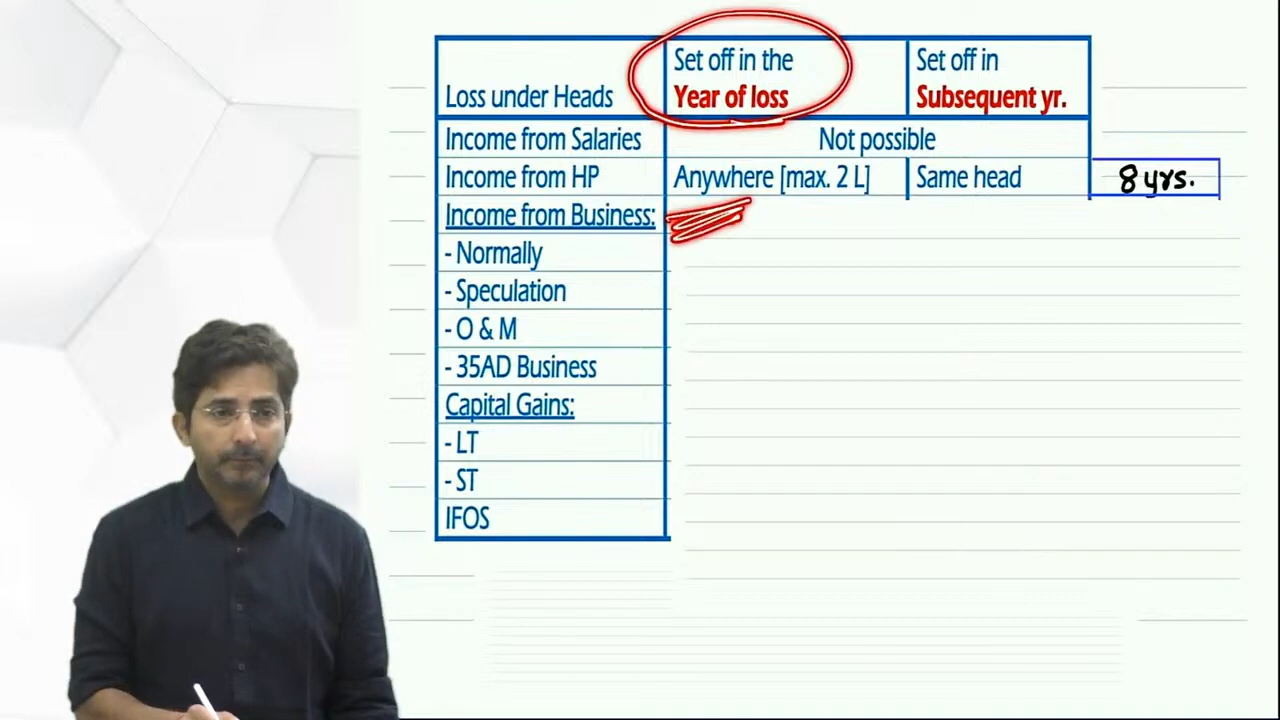 Loss under Heads
Set off in the
Year of loss
Set off in
Subsequent yr.
Income from Salaries
Not possible
Income from HP
Anywhere [max. 2 L]
Same head
8 yrs.
Income from Business:
- Normally
- Speculation
- O & M
- 35AD Business
Capital Gains:
- LT
- ST
IFOS